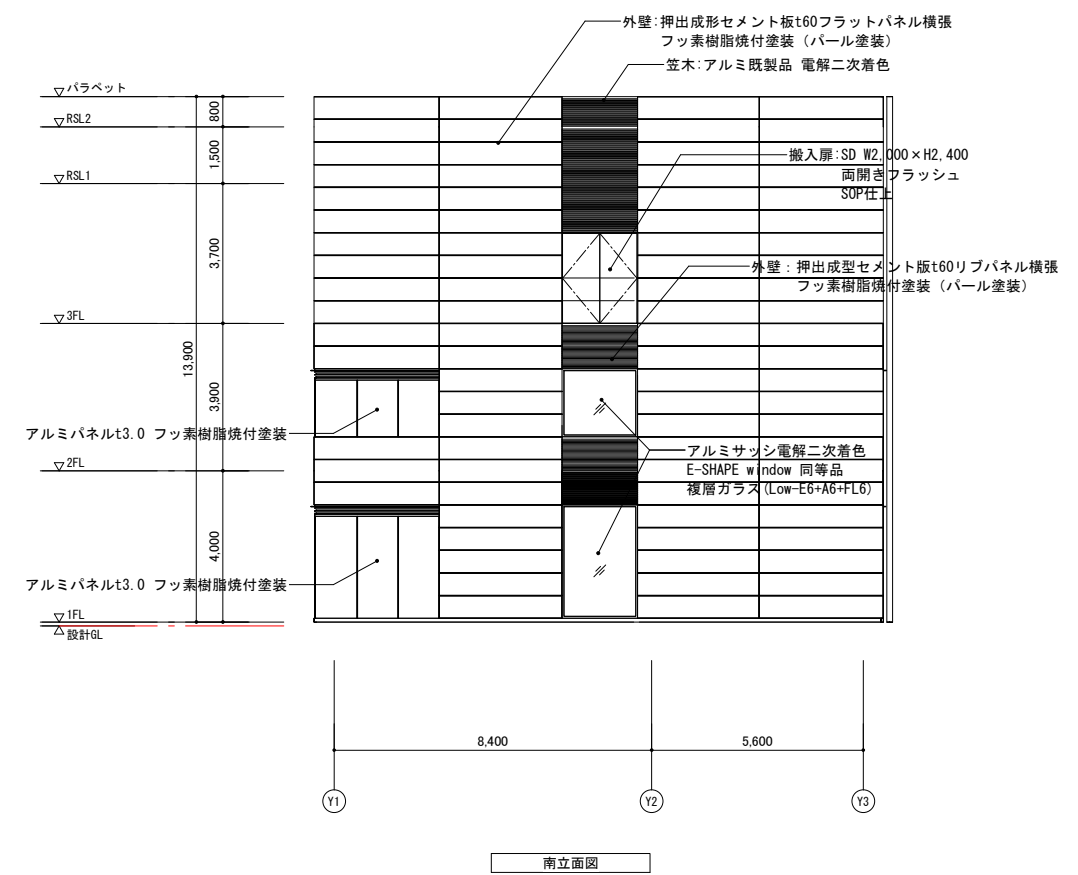 外壁:押出成形セメント板t60フラットパネル横張
フッ素樹脂焼付塗装（パール塗装）
笠木:アルミ既製品 電解二次着色
パラペット
800
RSL2
1,500
搬入扉:SD W2,000×H2,400
両開きフラッシュ
SOP仕上
RSL1
3,700
外壁：押出成型セメント版t60リブパネル横張
フッ素樹脂焼付塗装（パール塗装）
3FL
13,900
3,900
アルミパネルt3.0 フッ素樹脂焼付塗装
アルミサッシ電解二次着色
E-SHAPE window 同等品
複層ガラス(Low-E6+A6+FL6)
2FL
4,000
アルミパネルt3.0 フッ素樹脂焼付塗装
1FL
設計GL
8,400
5,600
Y1
Y2
Y3
南立面図